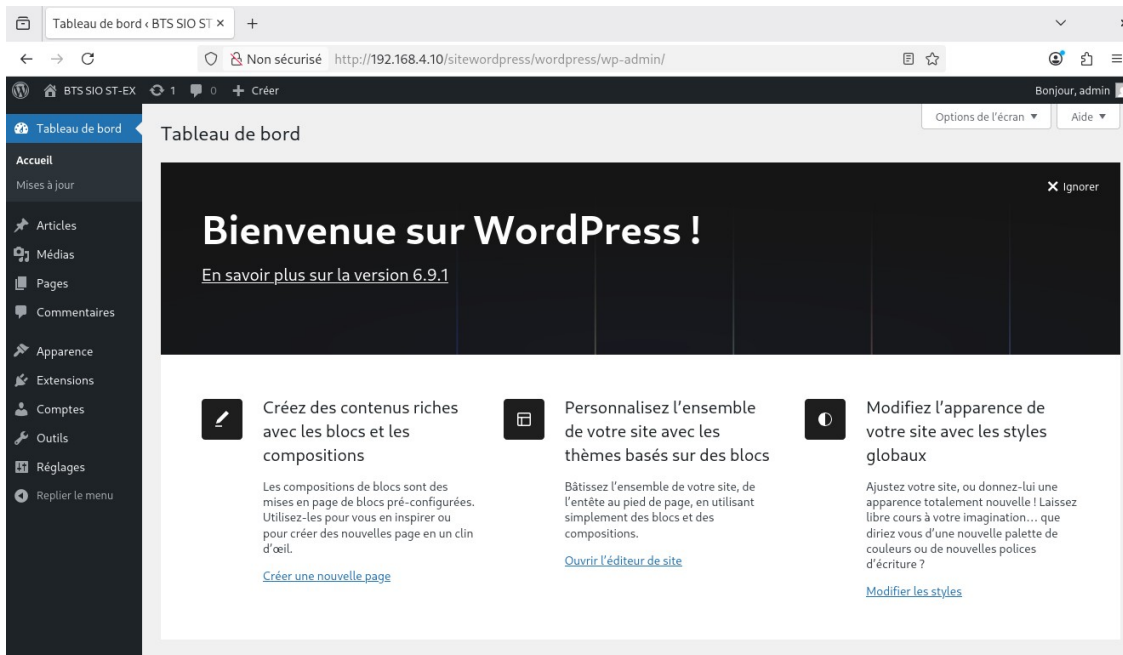 Tableau de bord ‹ BTS SIO ST ×
Non sécurisé http://192.168.4.10/sitewordpress/wordpress/wp-admin/
BTS SIO ST-EX 1 0 + Créer Bonjour, admin
Options de l'écran ▼ Aide ▼
Tableau de bord
Accueil
Mises à jour
Articles
Médias
Pages
Commentaires
Apparence
Extensions
Comptes
Outils
Réglages
Replier le menu
Tableau de bord
Ignorer
Bienvenue sur WordPress !
En savoir plus sur la version 6.9.1
Créez des contenus riches
avec les blocs et les
compositions
Les compositions de blocs sont des
mises en page de blocs pré-configurées.
Utilisez-les pour vous en inspirer ou
pour créer des nouvelles page en un clin
d'œil.
Créer une nouvelle page
Personnalisez l'ensemble
de votre site avec les
thèmes basés sur des blocs
Bâtissez l'ensemble de votre site, de
l'entête au pied de page, en utilisant
simplement des blocs et des
compositions.
Ouvrir l'éditeur de site
Modifiez l'apparence de
votre site avec les styles
globaux
Ajustez votre site, ou donnez-lui une
apparence totalement nouvelle ! Laissez
libre cours à votre imagination… que
diriez vous d'une nouvelle palette de
couleurs ou de nouvelles polices
d'écriture ?
Modifier les styles